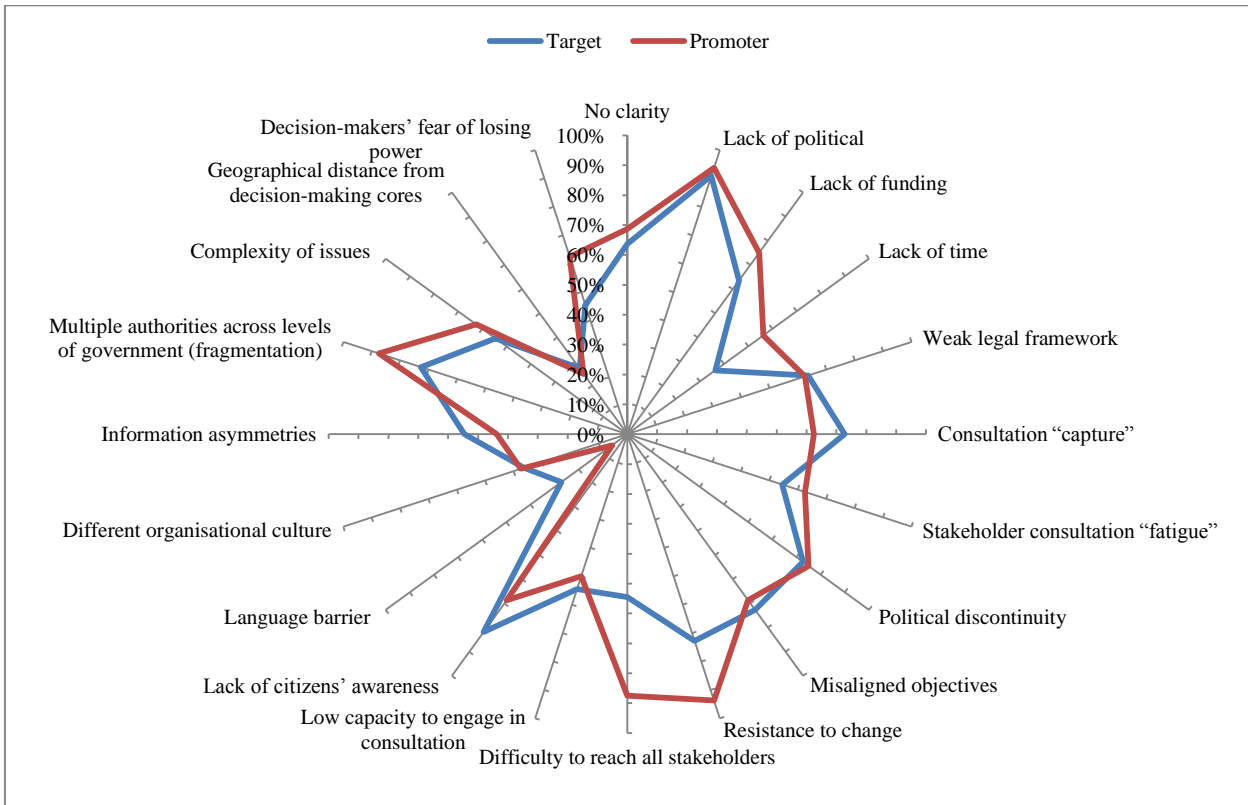 Target
Promoter
No clarity
Lack of political
Lack of funding
Lack of time
Weak legal framework
Consultation “capture”
Stakeholder consultation “fatigue”
Political discontinuity
Misaligned objectives
Resistance to change
Difficulty to reach all stakeholders
Low capacity to engage in
consultation
Lack of citizens’ awareness
Language barrier
Different organisational culture
Information asymmetries
Multiple authorities across levels
of government (fragmentation)
Complexity of issues
Geographical distance from
decision-making cores
Decision-makers’ fear of losing
power
100%
90%
80%
70%
60%
50%
40%
30%
20%
10%
0%